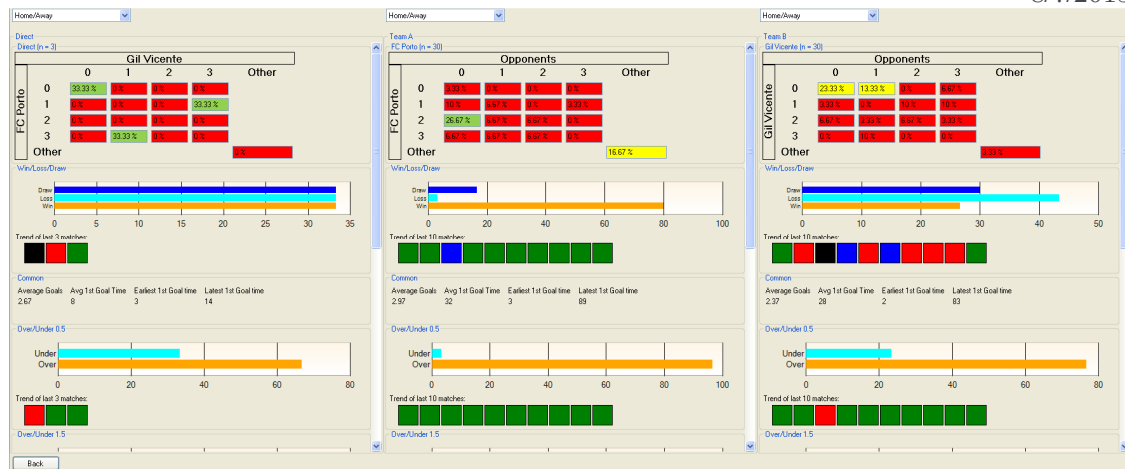 Home/Away
Direct
Direct (n = 3)
Gil Vicente
0 1 2 3 Other
FC Porto
0 33.33 % 0 % 0 % 0 %
1 0 % 0 % 0 % 33.33 %
2 0 % 0 % 0 % 0 %
3 0 % 33.33 % 0 % 0 %
Other 0 %
Win/Loss/Draw
Draw
Loss
Win
0 5 10 15 20 25 30 35
Trend of last 3 matches:
Common
Average Goals Avg 1st Goal Time Earliest 1st Goal time Latest 1st Goal time
2.67 8 3 14
Over/Under 0.5
Under
Over
0 20 40 60 80
Trend of last 3 matches:
Over/Under 1.5
Back
Home/Away
Team A
FC Porto (n = 30)
Opponents
0 1 2 3 Other
FC Porto
0 3.33 % 0 % 0 % 0 %
1 10 % 6.67 % 0 % 3.33 %
2 26.67 % 6.67 % 6.67 % 0 %
3 6.67 % 6.67 % 6.67 % 0 %
Other 16.67 %
Win/Loss/Draw
Draw
Loss
Win
0 20 40 60 80 100
Trend of last 10 matches:
Common
Average Goals Avg 1st Goal Time Earliest 1st Goal time Latest 1st Goal time
2.97 32 3 89
Over/Under 0.5
Under
Over
0 20 40 60 80 100
Trend of last 10 matches:
Over/Under 1.5
Home/Away
Team B
Gil Vicente (n = 30)
Opponents
0 1 2 3 Other
Gil Vicente
0 23.33 % 13.33 % 0 % 6.67 %
1 3.33 % 0 % 10 % 10 %
2 6.67 % 3.33 % 6.67 % 3.33 %
3 0 % 10 % 0 % 0 %
Other 3.33 %
Win/Loss/Draw
Draw
Loss
Win
0 10 20 30 40 50
Trend of last 10 matches:
Common
Average Goals Avg 1st Goal Time Earliest 1st Goal time Latest 1st Goal time
2.37 28 2 83
Over/Under 0.5
Under
Over
0 20 40 60 80
Trend of last 10 matches:
Over/Under 1.5